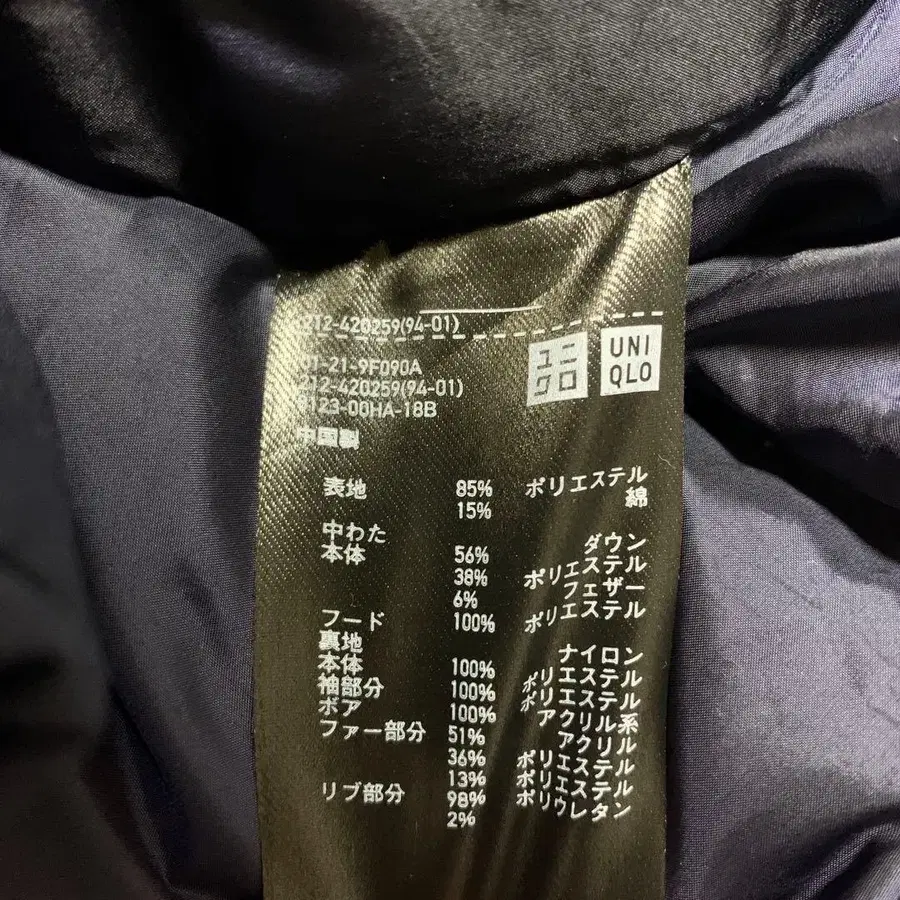 212-420259(94-01)
01-21-9F090A
212-420259(94-01)
8123-00HA-18B
中国製
ユニ
クロ
UNI
QLO
表地 85% ポリエステル
15% 綿
中わた
本体 56% ダウン
38% ポリエステル
6% フェザー
フード 100% ポリエステル
裏地
本体 100% ナイロン
袖部分 100% ポリエステル
ボア 100% ポリエステル
ファー部分 51% アクリル系
36% アクリル
13% ポリエステル
リブ部分 98% ポリエステル
2% ポリウレタン